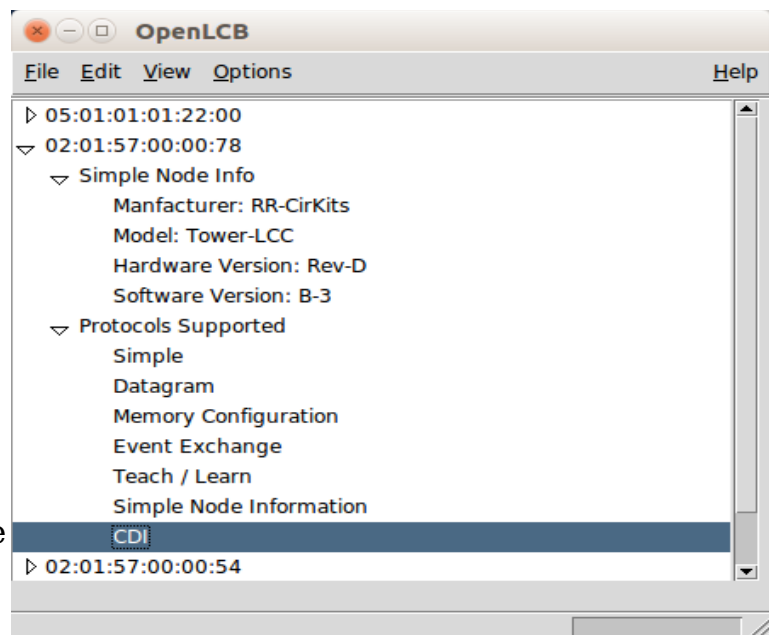 OpenLCB
File Edit View Options Help
05:01:01:01:22:00
02:01:57:00:00:78
Simple Node Info
Manfacturer: RR-CirKits
Model: Tower-LCC
Hardware Version: Rev-D
Software Version: B-3
Protocols Supported
Simple
Datagram
Memory Configuration
Event Exchange
Teach / Learn
Simple Node Information
e
CDI
02:01:57:00:00:54